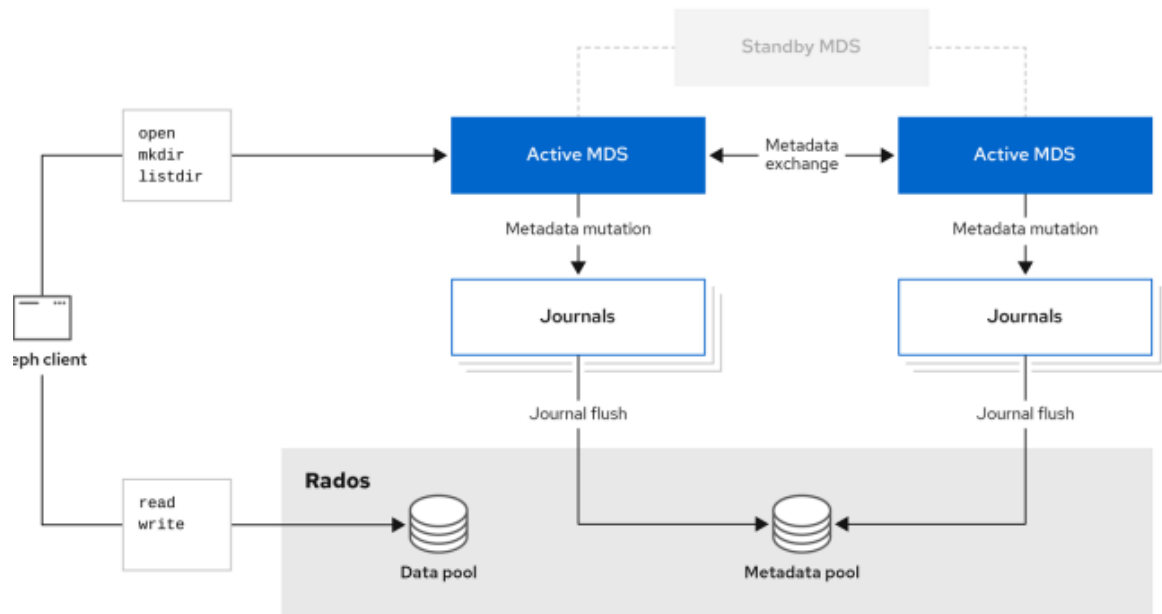 Standby MDS
open
mkdir
listdir
Active MDS
Metadata
exchange
Active MDS
Metadata mutation
Metadata mutation
Journals
Journals
eph client
Journal flush
Journal flush
Rados
read
write
Data pool
Metadata pool